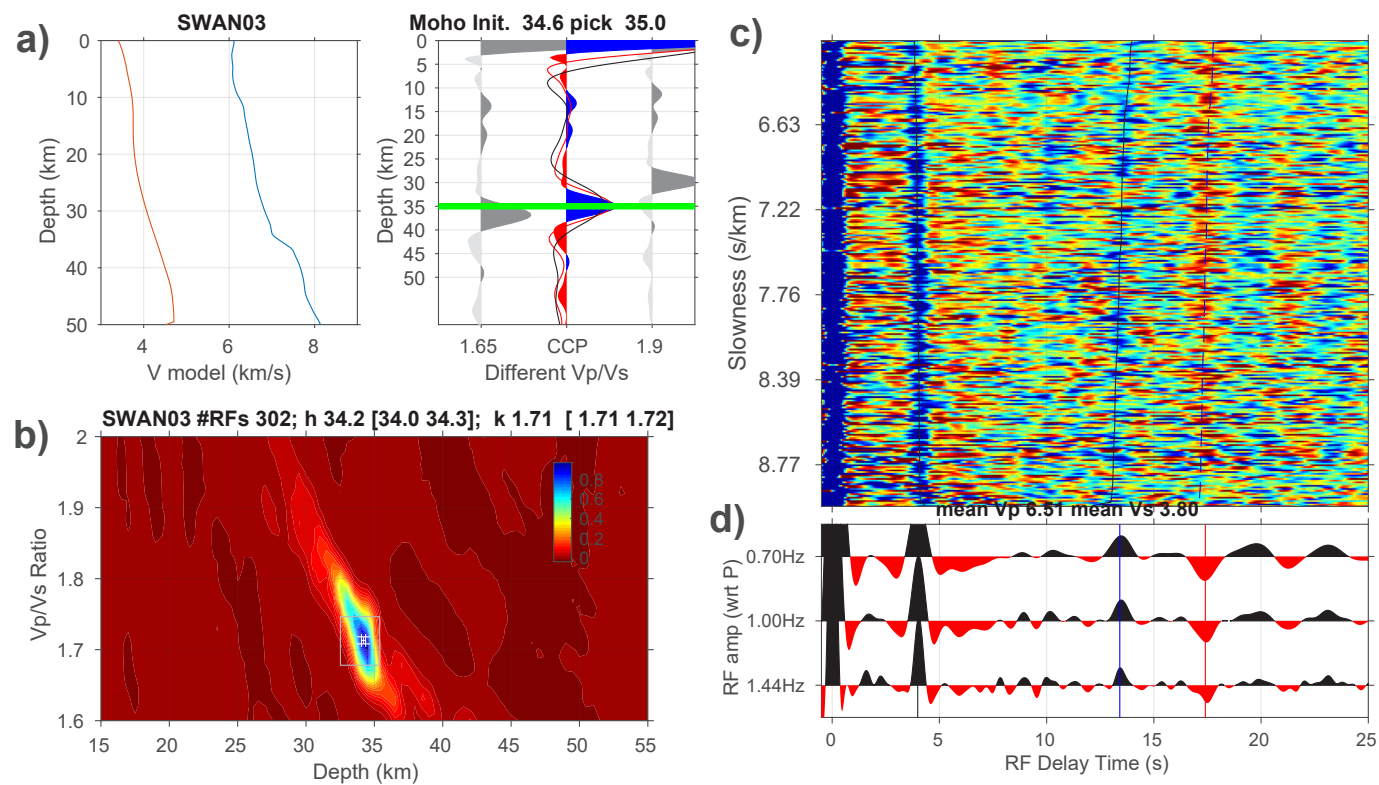 a)
SWAN03
0
10
20
30
40
50
Depth (km)
4
6
8
V model (km/s)
Moho Init. 34.6 pick 35.0
0
5
10
15
20
25
30
35
40
45
50
Depth (km)
1.65
CCP
1.9
Different Vp/Vs
b)
SWAN03 #RFs 302; h 34.2 [34.0 34.3]; k 1.71 [ 1.71 1.72]
2
1.9
1.8
1.7
1.6
Vp/Vs Ratio
0.8
0.6
0.4
0.2
0
15
20
25
30
35
40
45
50
55
Depth (km)
c)
6.63
7.22
7.76
8.39
8.77
Slowness (s/km)
d)
mean Vp 6.51 mean Vs 3.80
0.70Hz
1.00Hz
1.44Hz
RF amp (wrt P)
0
5
10
15
20
25
RF Delay Time (s)